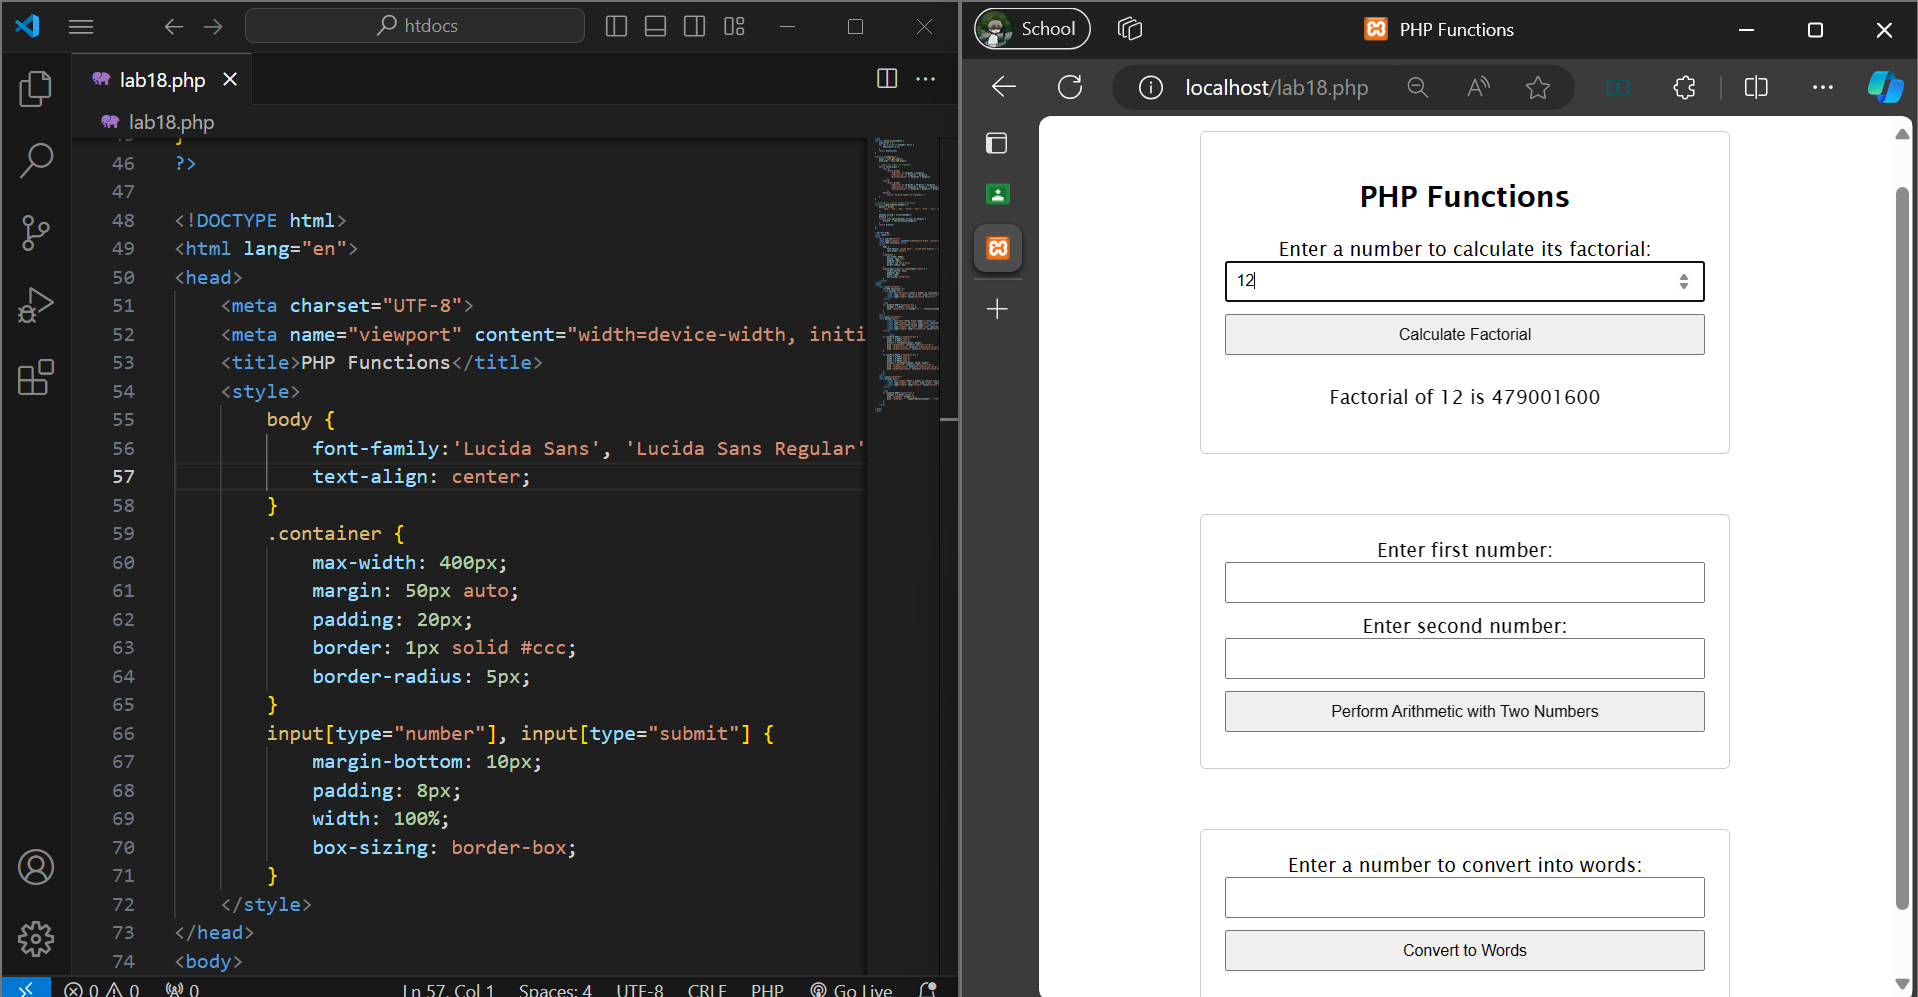 htdocs
lab18.php
lab18.php
46 ?>
47
48 <!DOCTYPE html>
49 <html lang="en">
50 <head>
51 <meta charset="UTF-8">
52 <meta name="viewport" content="width=device-width, initi
53 <title>PHP Functions</title>
54 <style>
55 body {
56 font-family:'Lucida Sans', 'Lucida Sans Regular'
57 text-align: center;
58 }
59 .container {
60 max-width: 400px;
61 margin: 50px auto;
62 padding: 20px;
63 border: 1px solid #ccc;
64 border-radius: 5px;
65 }
66 input[type="number"], input[type="submit"] {
67 margin-bottom: 10px;
68 padding: 8px;
69 width: 100%;
70 box-sizing: border-box;
71 }
72 </style>
73 </head>
74 <body>
0 0 0 Ln 57, Col 1 Spaces: 4 UTF-8 CRLF PHP Go Live
School
PHP Functions
localhost/lab18.php
PHP Functions
Enter a number to calculate its factorial:
12
Calculate Factorial
Factorial of 12 is 479001600
Enter first number:
Enter second number:
Perform Arithmetic with Two Numbers
Enter a number to convert into words:
Convert to Words